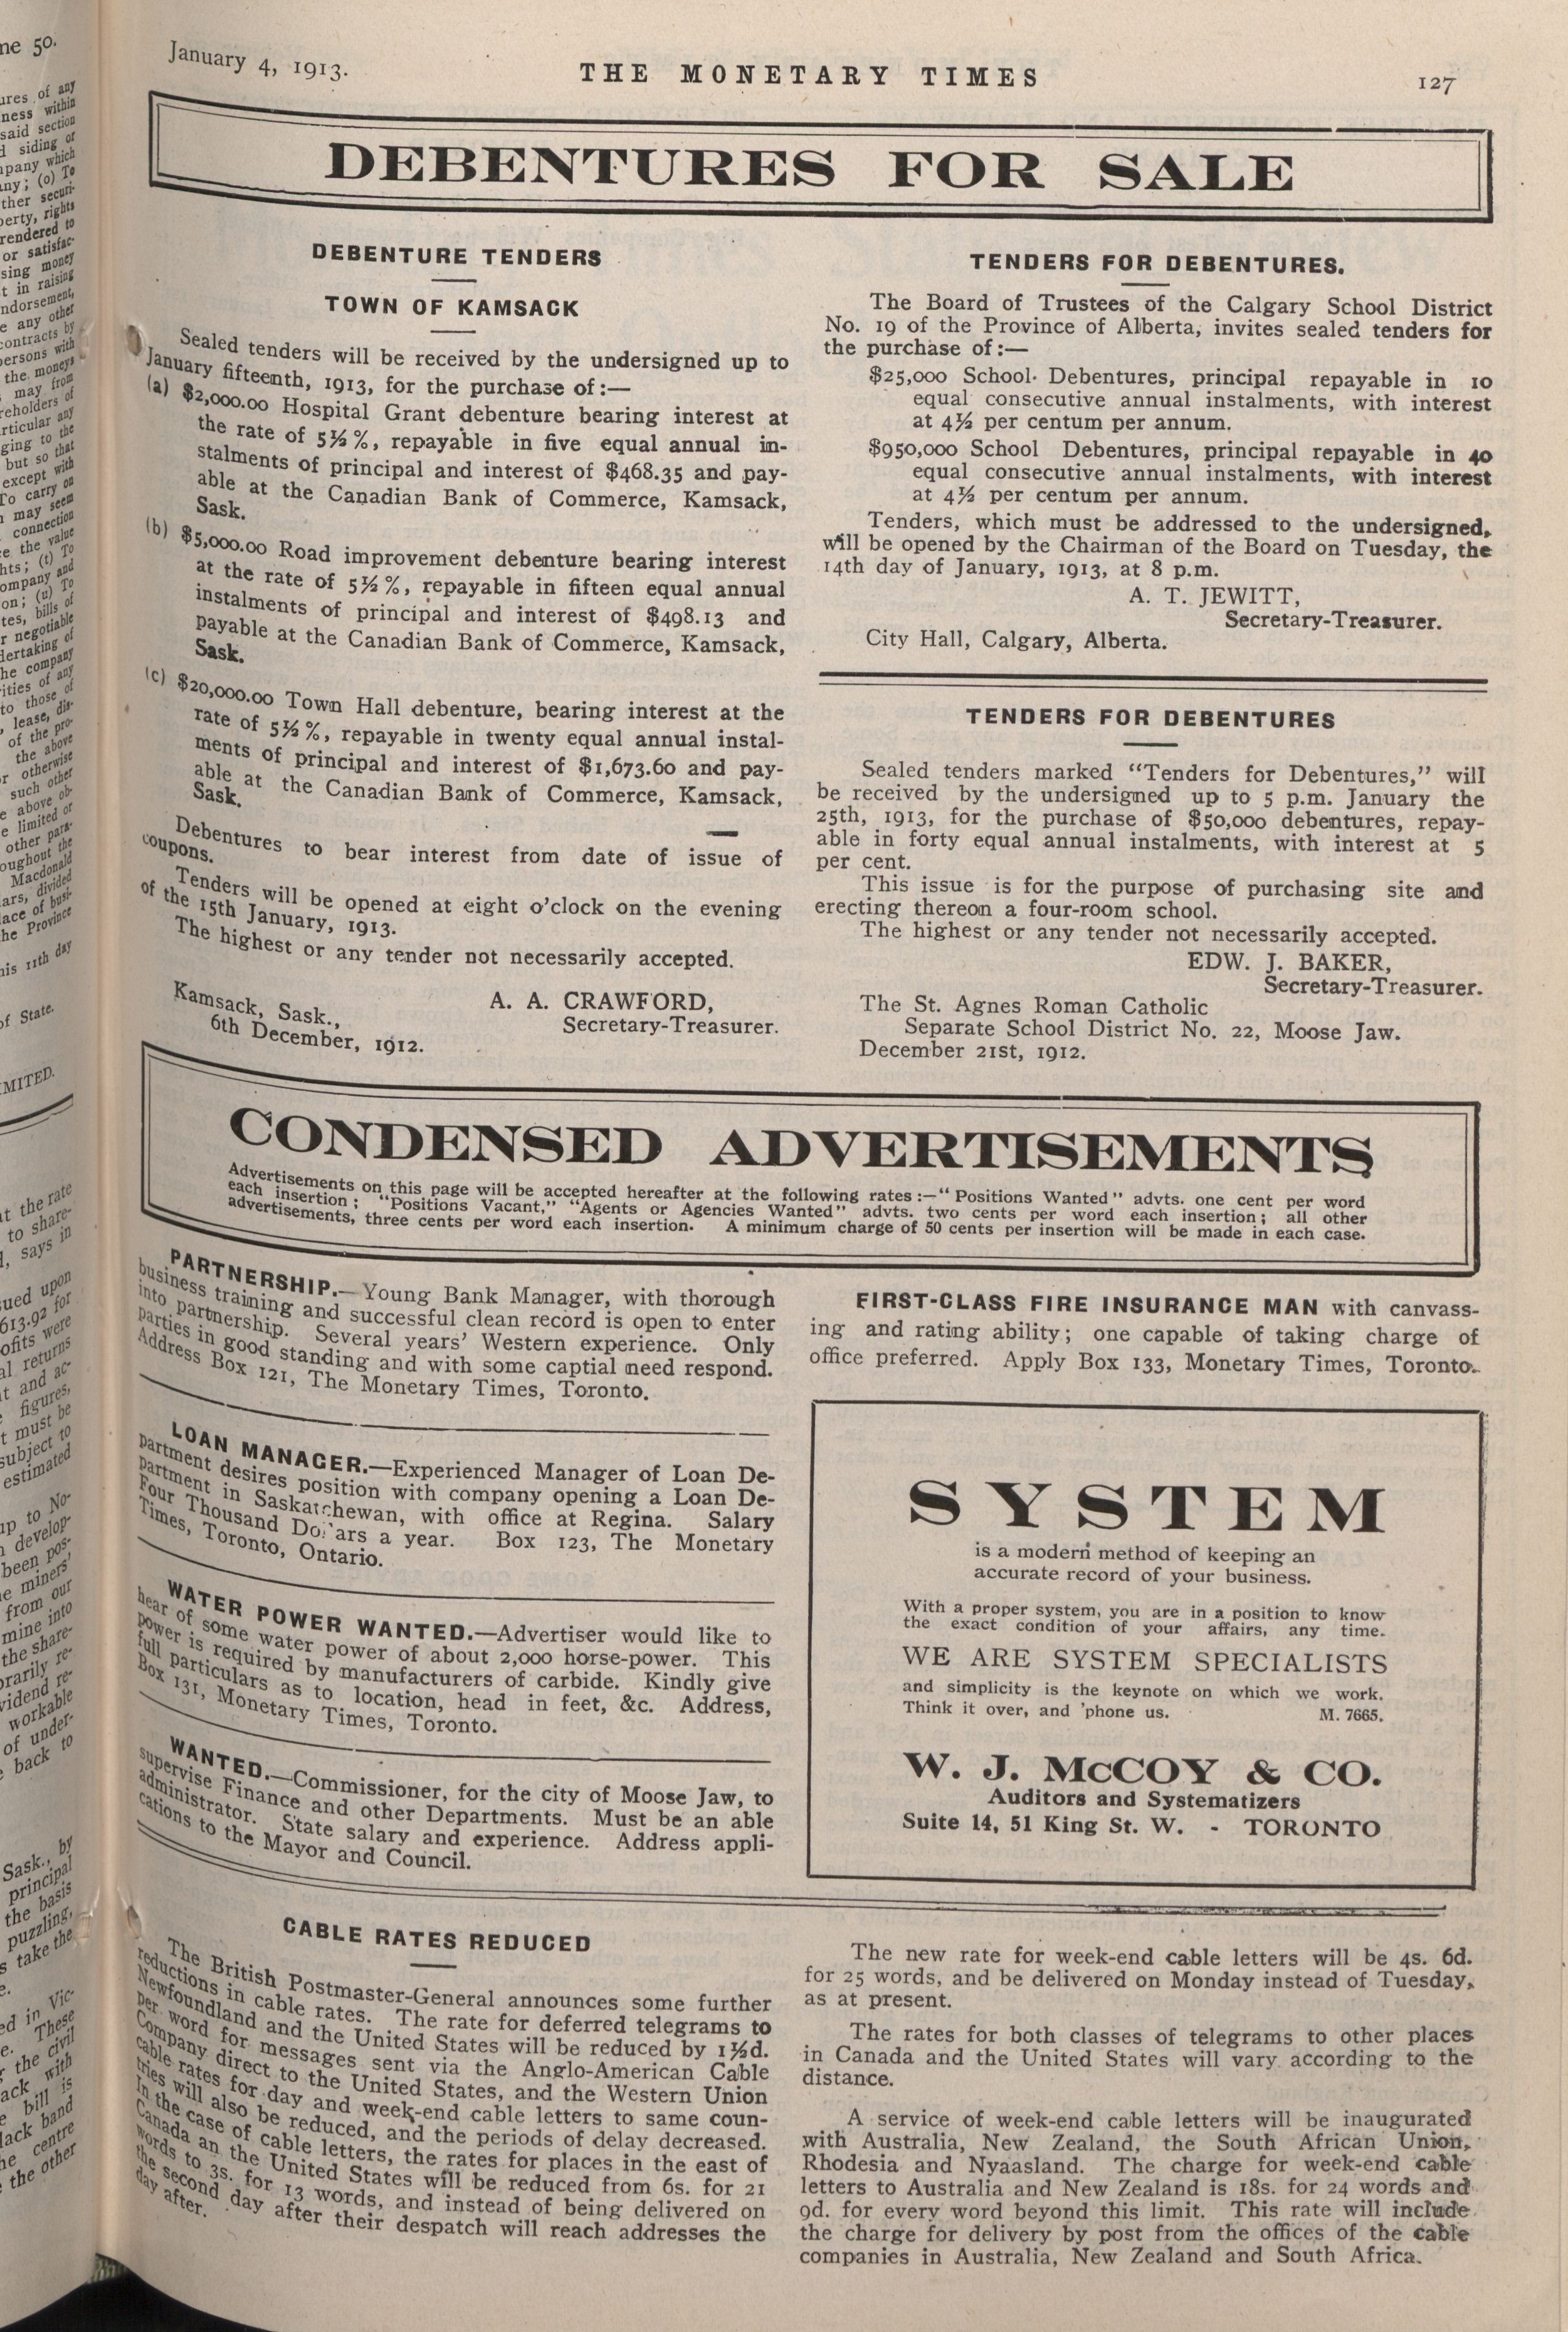 January 4, 1913.
THE MONETARY TIMES
127
DEBENTURES FOR SALE
DEBENTURE TENDERS
TOWN OF KAMSACK
Sealed tenders will be received by the undersigned up to
January fifteenth, 1913, for the purchase of:—
(a) $2,000.00 Hospital Grant debenture bearing interest at
the rate of 5½%, repayable in five equal annual in-
stalments of principal and interest of $468.35 and pay-
able at the Canadian Bank of Commerce, Kamsack,
Sask.
(b) $5,000.00 Road improvement debenture bearing interest
at the rate of 5½%, repayable in fifteen equal annual
instalments of principal and interest of $498.13 and
payable at the Canadian Bank of Commerce, Kamsack,
Sask.
(c) $20,000.00 Town Hall debenture, bearing interest at the
rate of 5½%, repayable in twenty equal annual instal-
ments of principal and interest of $1,673.60 and pay-
able at the Canadian Bank of Commerce, Kamsack,
Sask.
Debentures to bear interest from date of issue of
coupons.
Tenders will be opened at eight o'clock on the evening
of the 15th January, 1913.
The highest or any tender not necessarily accepted.
A. A. CRAWFORD,
Secretary-Treasurer.
Kamsack, Sask.,
6th December, 1912.
TENDERS FOR DEBENTURES.
The Board of Trustees of the Calgary School District
No. 19 of the Province of Alberta, invites sealed tenders for
the purchase of:—
$25,000 School Debentures, principal repayable in 10
equal consecutive annual instalments, with interest
at 4½ per centum per annum.
$950,000 School Debentures, principal repayable in 40
equal consecutive annual instalments, with interest
at 4½ per centum per annum.
Tenders, which must be addressed to the undersigned,
will be opened by the Chairman of the Board on Tuesday, the
14th day of January, 1913, at 8 p.m.
A. T. JEWITT,
Secretary-Treasurer.
City Hall, Calgary, Alberta.
TENDERS FOR DEBENTURES
Sealed tenders marked "Tenders for Debentures," will
be received by the undersigned up to 5 p.m. January the
25th, 1913, for the purchase of $50,000 debentures, repay-
able in forty equal annual instalments, with interest at 5
per cent.
This issue is for the purpose of purchasing site and
erecting thereon a four-room school.
The highest or any tender not necessarily accepted.
EDW. J. BAKER,
Secretary-Treasurer.
The St. Agnes Roman Catholic
Separate School District No. 22, Moose Jaw.
December 21st, 1912.
CONDENSED ADVERTISEMENTS
Advertisements on this page will be accepted hereafter at the following rates:—"Positions Wanted" advts. one cent per word
each insertion; "Positions Vacant," "Agents or Agencies Wanted" advts. two cents per word each insertion; all other
advertisements, three cents per word each insertion. A minimum charge of 50 cents per insertion will be made in each case.
PARTNERSHIP.—Young Bank Manager, with thorough
business training and successful clean record is open to enter
into partnership. Several years' Western experience. Only
parties in good standing and with some captial need respond.
Address Box 121, The Monetary Times, Toronto.
LOAN MANAGER.—Experienced Manager of Loan De-
partment desires position with company opening a Loan De-
partment in Saskatchewan, with office at Regina. Salary
Four Thousand Dollars a year. Box 123, The Monetary
Times, Toronto, Ontario.
WATER POWER WANTED.—Advertiser would like to
hear of some water power of about 2,000 horse-power. This
power is required by manufacturers of carbide. Kindly give
full particulars as to location, head in feet, &c. Address,
Box 131, Monetary Times, Toronto.
WANTED.—Commissioner, for the city of Moose Jaw, to
supervise Finance and other Departments. Must be an able
administrator. State salary and experience. Address appli-
cations to the Mayor and Council.
FIRST-CLASS FIRE INSURANCE MAN with canvass-
ing and rating ability; one capable of taking charge of
office preferred. Apply Box 133, Monetary Times, Toronto.
SYSTEM
is a modern method of keeping an
accurate record of your business.
With a proper system, you are in a position to know
the exact condition of your affairs, any time.
WE ARE SYSTEM SPECIALISTS
and simplicity is the keynote on which we work.
Think it over, and 'phone us. M. 7665.
W. J. McCOY & CO.
Auditors and Systematizers
Suite 14, 51 King St. W. - TORONTO
CABLE RATES REDUCED
The British Postmaster-General announces some further
reductions in cable rates. The rate for deferred telegrams to
Newfoundland and the United States will be reduced by 1½d.
per word for messages sent via the Anglo-American Cable
Company direct to the United States, and the Western Union
cable rates for day and week-end cable letters to same coun-
tries will also be reduced, and the periods of delay decreased.
In the case of cable letters, the rates for places in the east of
Canada an the United States will be reduced from 6s. for 21
words to 3s. for 13 words, and instead of being delivered on
the second day after their despatch will reach addresses the
day after.
The new rate for week-end cable letters will be 4s. 6d.
for 25 words, and be delivered on Monday instead of Tuesday,
as at present.
The rates for both classes of telegrams to other places
in Canada and the United States will vary according to the
distance.
A service of week-end cable letters will be inaugurated
with Australia, New Zealand, the South African Union,
Rhodesia and Nyaasland. The charge for week-end cable
letters to Australia and New Zealand is 18s. for 24 words and
9d. for every word beyond this limit. This rate will include
the charge for delivery by post from the offices of the cable
companies in Australia, New Zealand and South Africa.